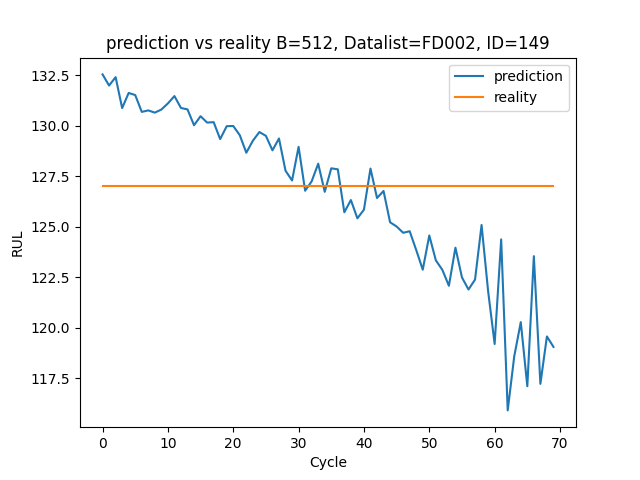 prediction vs reality B=512, Datalist=FD002, ID=149
prediction
reality
132.5
130.0
127.5
125.0
122.5
120.0
117.5
RUL
0 10 20 30 40 50 60 70
Cycle